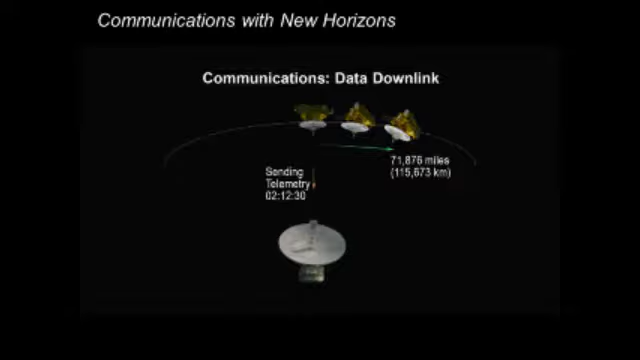 Communications with New Horizons
Communications: Data Downlink
71,876 miles
(115,673 km)
Sending
Telemetry
02:12:30